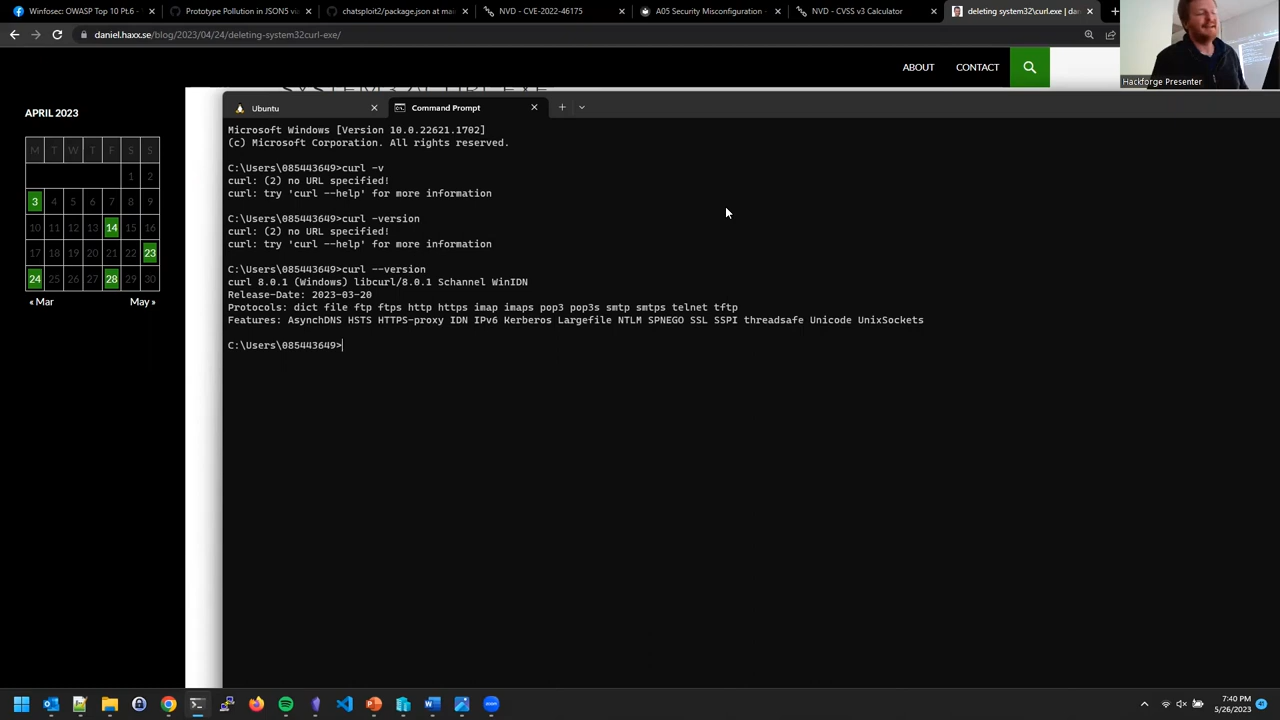 Winfosec: OWASP Top 10 Pt.6 -
Prototype Pollution in JSON5 vi
chatsploit2/package.json at ma
NVD - CVE-2022-46175
A05 Security Misconfiguration -
NVD - CVSS v3 Calculator
deleting system32\curl.exe | da
daniel.haxx.se/blog/2023/04/24/deleting-system32curl-exe/
Hackforge Presenter
ABOUT CONTACT
APRIL 2023
M T W T F S S
1 2
3 4 5 6 7 8 9
10 11 12 13 14 15 16
17 18 19 20 21 22 23
24 25 26 27 28 29 30
« Mar May »
Ubuntu
Command Prompt
Microsoft Windows [Version 10.0.22621.1702]
(c) Microsoft Corporation. All rights reserved.
C:\Users\085443649>curl -v
curl: (2) no URL specified!
curl: try 'curl --help' for more information
C:\Users\085443649>curl -version
curl: (2) no URL specified!
curl: try 'curl --help' for more information
C:\Users\085443649>curl --version
curl 8.0.1 (Windows) libcurl/8.0.1 Schannel WinIDN
Release-Date: 2023-03-20
Protocols: dict file ftp ftps http https imap imaps pop3 pop3s smtp smtps telnet tftp
Features: AsynchDNS HSTS HTTPS-proxy IDN IPv6 Kerberos Largefile NTLM SPNEGO SSL SSPI threadsafe Unicode UnixSockets
C:\Users\085443649>
7:40 PM
5/26/2023